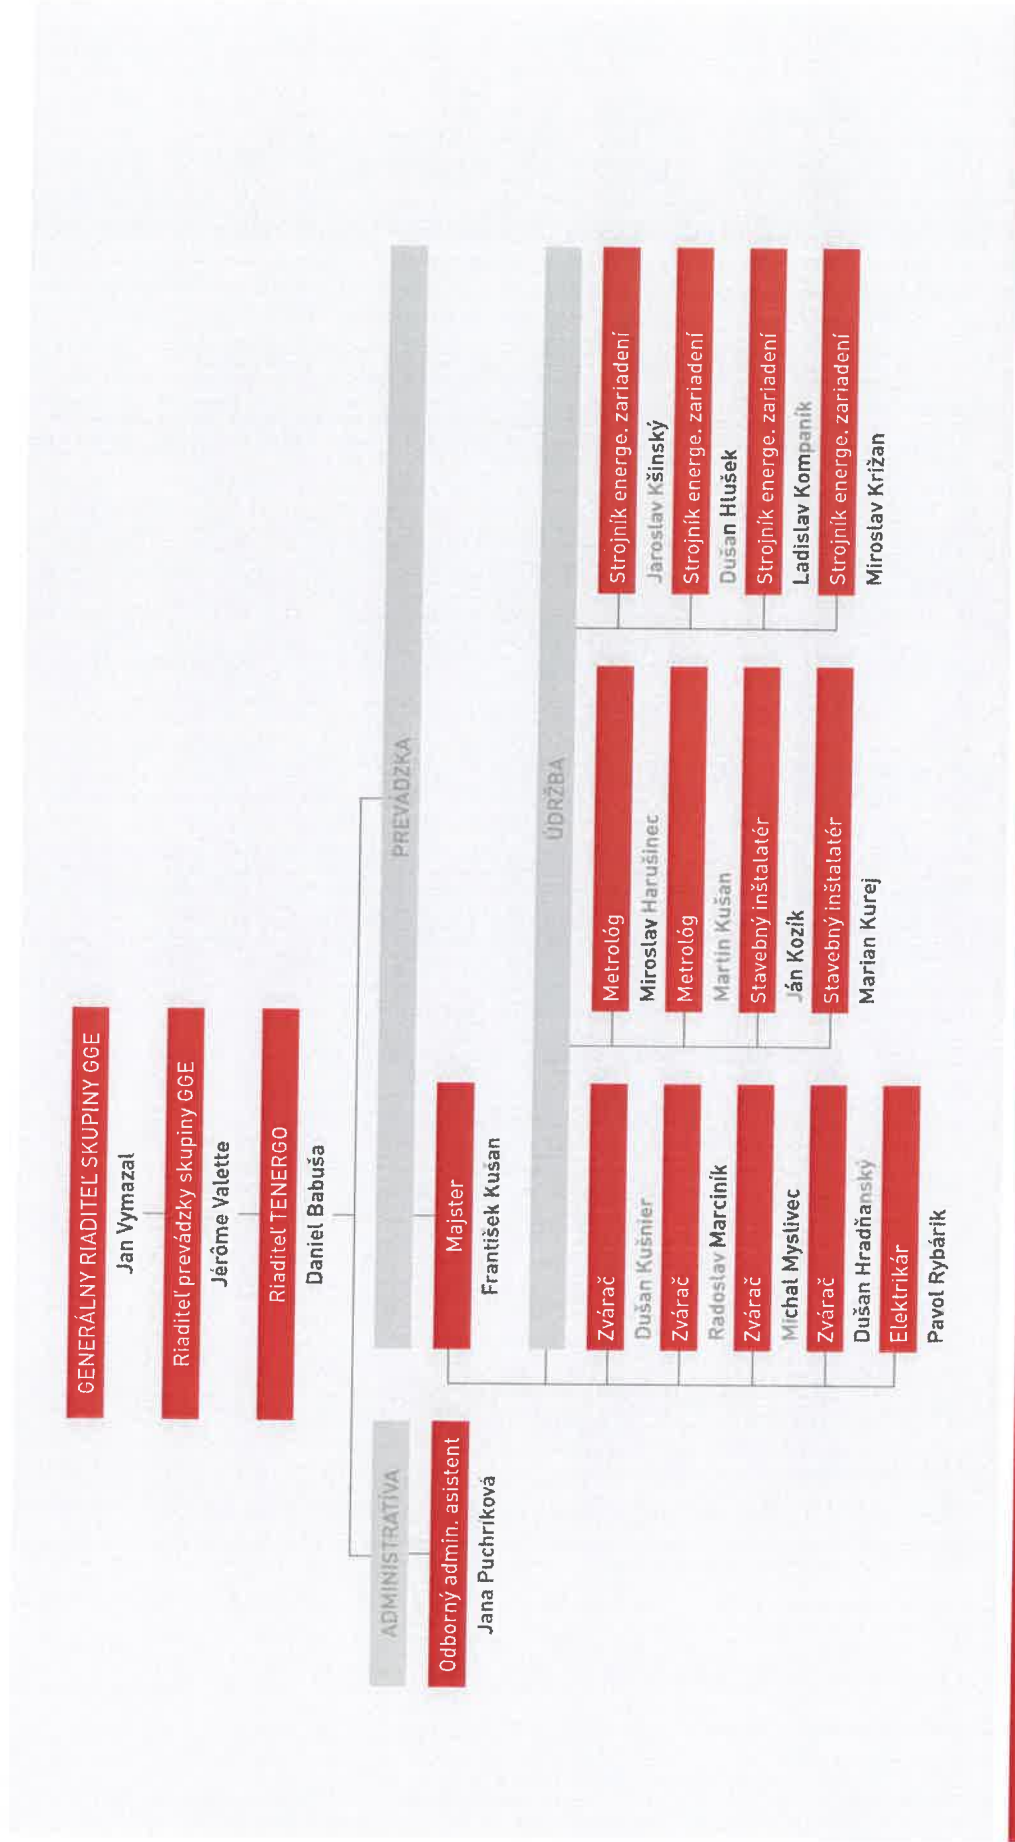 GENERÁLNY RIADITEĽ SKUPINY GGE
Jan Vymazal
Riaditeľ prevádzky skupiny GGE
Jérôme Valette
Riaditeľ TENERGO
Daniel Babuša
ADMINISTRATÍVA
Odborný admin. asistent
Jana Puchríková
PREVÁDZKA
Majster
František Kušan
ÚDRŽBA
Zvárač
Dušan Kušnier
Zvárač
Radoslav Marciník
Zvárač
Michal Myslivec
Zvárač
Dušan Hradňanský
Elektrikár
Pavol Rybárik
Metrológ
Miroslav Harušinec
Metrológ
Martin Kušan
Stavebný inštalatér
Ján Kozík
Stavebný inštalatér
Marian Kurej
Strojník energe. zariadení
Jaroslav Kšinský
Strojník energe. zariadení
Dušan Hlušek
Strojník energe. zariadení
Ladislav Kompaník
Strojník energe. zariadení
Miroslav Križan